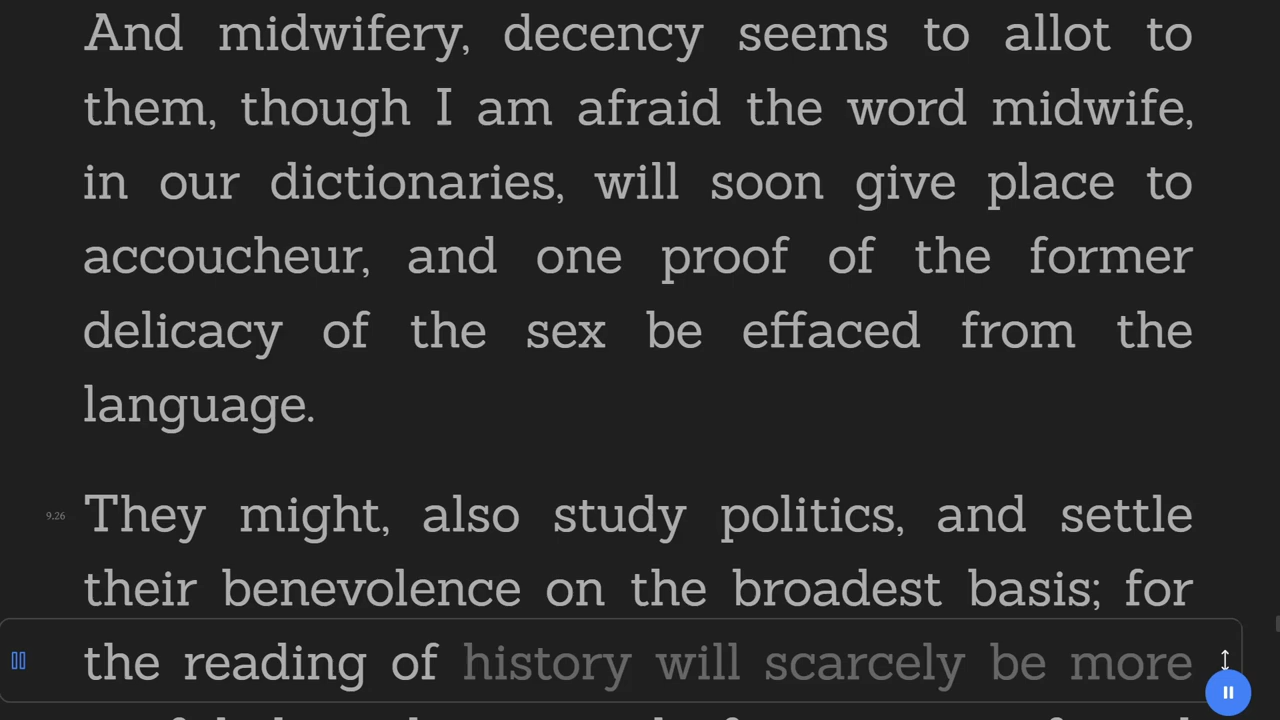 And midwifery, decency seems to allot to
them, though I am afraid the word midwife,
in our dictionaries, will soon give place to
accoucheur, and one proof of the former
delicacy of the sex be effaced from the
language.
9.26
They might, also study politics, and settle
their benevolence on the broadest basis; for
the reading of history will scarcely be more